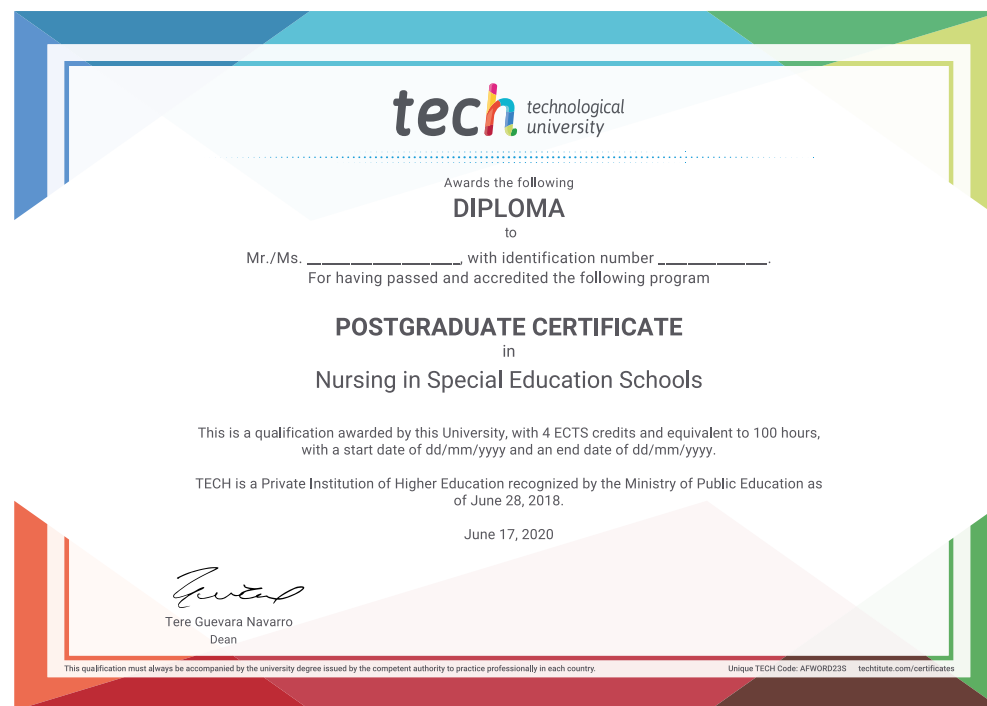 tech technological
university
Awards the following
DIPLOMA
to
Mr./Ms. ____________________, with identification number ______________.
For having passed and accredited the following program
POSTGRADUATE CERTIFICATE
in
Nursing in Special Education Schools
This is a qualification awarded by this University, with 4 ECTS credits and equivalent to 100 hours,
with a start date of dd/mm/yyyy and an end date of dd/mm/yyyy.
TECH is a Private Institution of Higher Education recognized by the Ministry of Public Education as
of June 28, 2018.
June 17, 2020
Tere Guevara Navarro
Dean
This qualification must always be accompanied by the university degree issued by the competent authority to practice professionally in each country.
Unique TECH Code: AFWORD23S techtitute.com/certificates